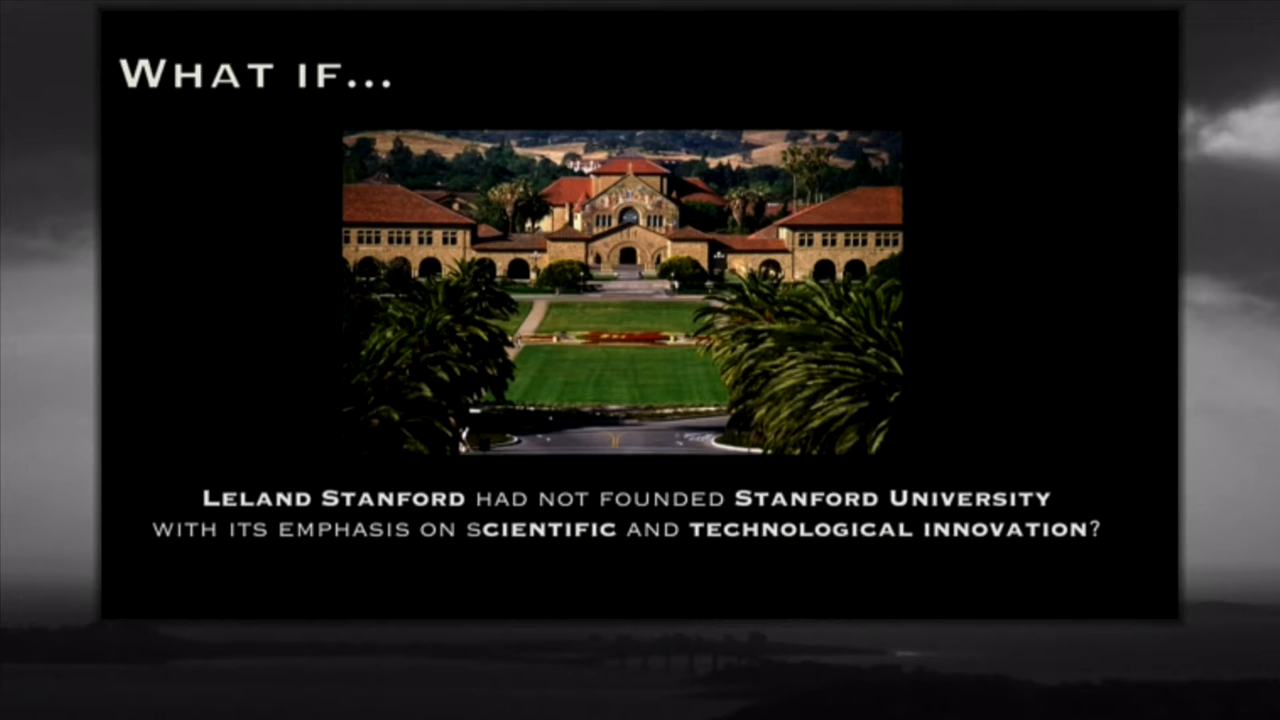 WHAT IF...
LELAND STANFORD HAD NOT FOUNDED STANFORD UNIVERSITY
WITH ITS EMPHASIS ON SCIENTIFIC AND TECHNOLOGICAL INNOVATION?